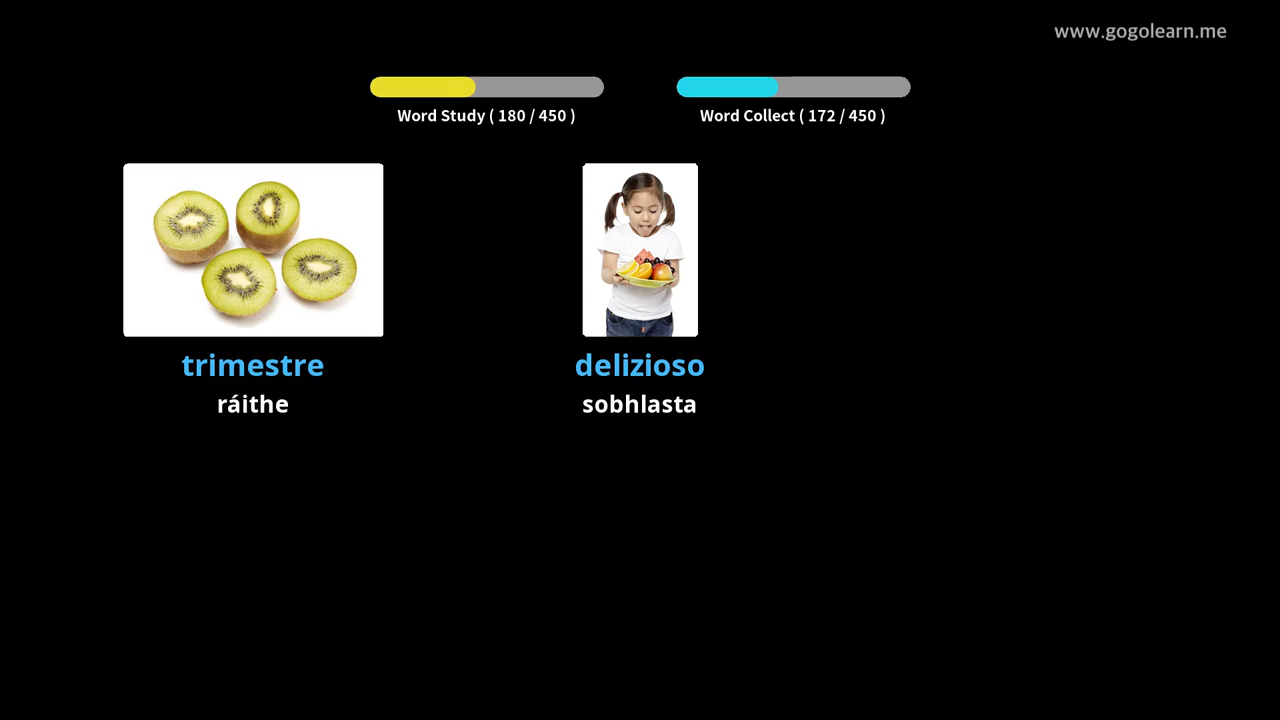 www.gogolearn.me
Word Study ( 180 / 450 )
Word Collect ( 172 / 450 )
trimestre
ráithe
delizioso
sobhlasta